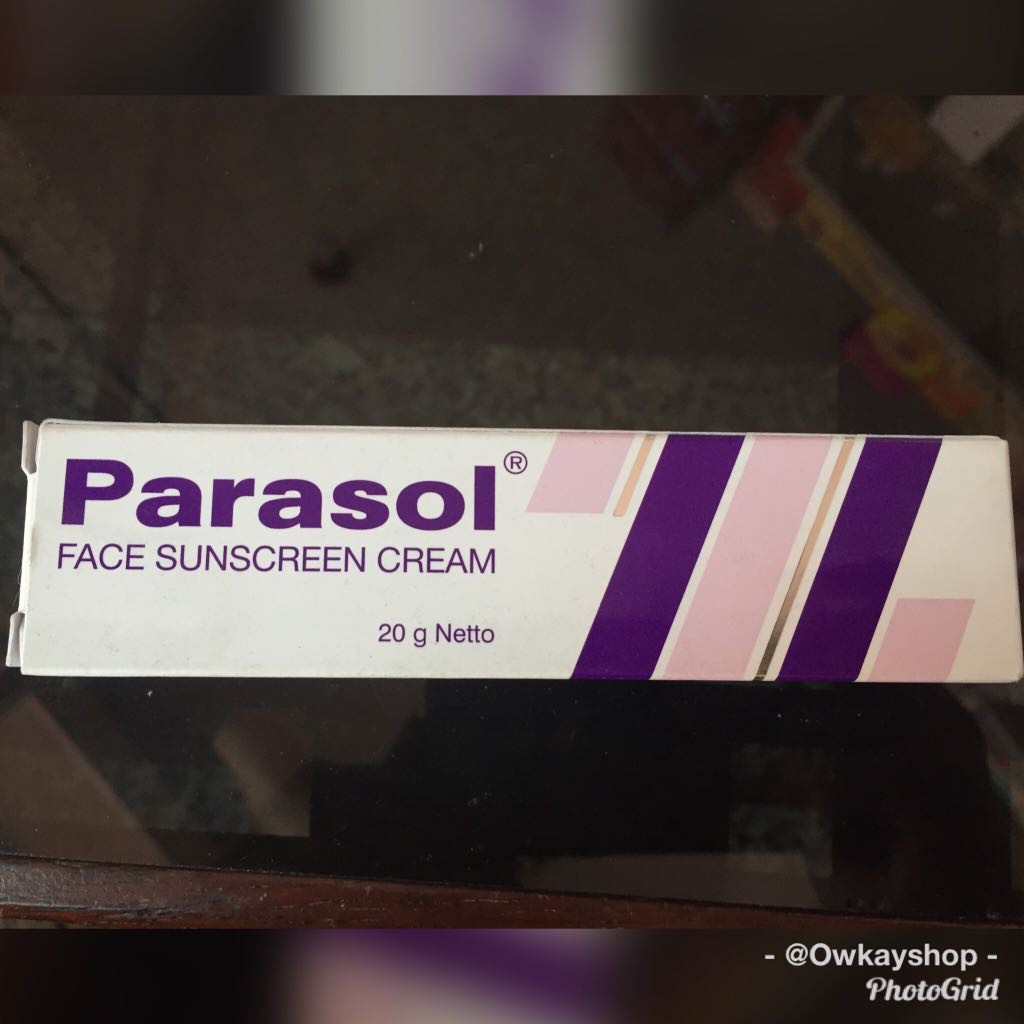 Parasol®
FACE SUNSCREEN CREAM
20 g Netto
- @Owkayshop -
PhotoGrid